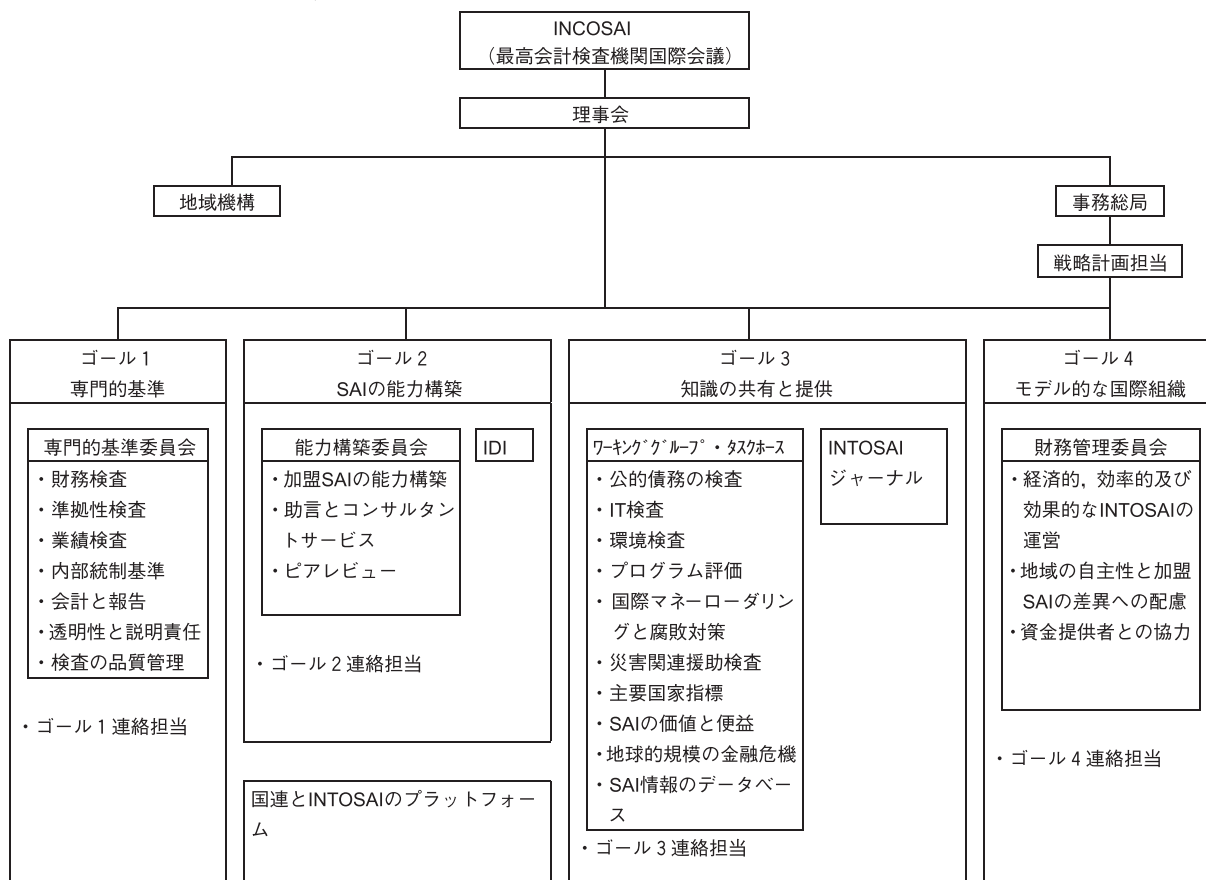 INCOSAI
(最高会計検査機関国際会議)
理事会
地域機構
事務総局
戦略計画担当
ゴール1
専門的基準
専門的基準委員会
・財務検査
・準拠性検査
・業績検査
・内部統制基準
・会計と報告
・透明性と説明責任
・検査の品質管理
・ゴール1連絡担当
ゴール2
SAIの能力構築
能力構築委員会
・加盟SAIの能力構築
・助言とコンサルタン
トサービス
・ピアレビュー
IDI
・ゴール2連絡担当
国連とINTOSAIのプラットフォー
ム
ゴール3
知識の共有と提供
ワーキンググループ・タスクホース
・公的債務の検査
・IT検査
・環境検査
・プログラム評価
・国際マネーローダリン
グと腐敗対策
・災害関連援助検査
・主要国家指標
・SAIの価値と便益
・地球的規模の金融危機
・SAI情報のデータベー
ス
INTOSAI
ジャーナル
・ゴール3連絡担当
ゴール4
モデル的な国際組織
財務管理委員会
・経済的,効率的及び
効果的なINTOSAIの
運営
・地域の自主性と加盟
SAIの差異への配慮
・資金提供者との協力
・ゴール4連絡担当